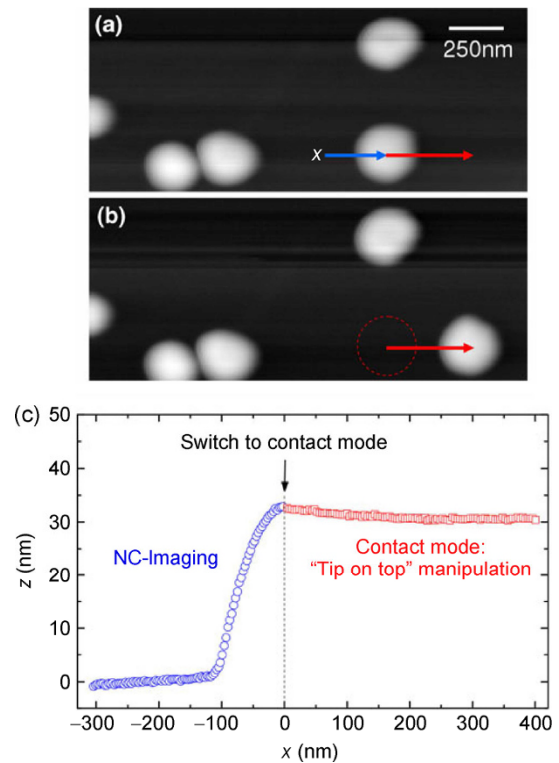 (a)
250nm
x
(b)
(c)
50
40
30
20
10
0
z (nm)
Switch to contact mode
NC-Imaging
Contact mode:
“Tip on top” manipulation
−300 −200 −100 0 100 200 300 400
x (nm)